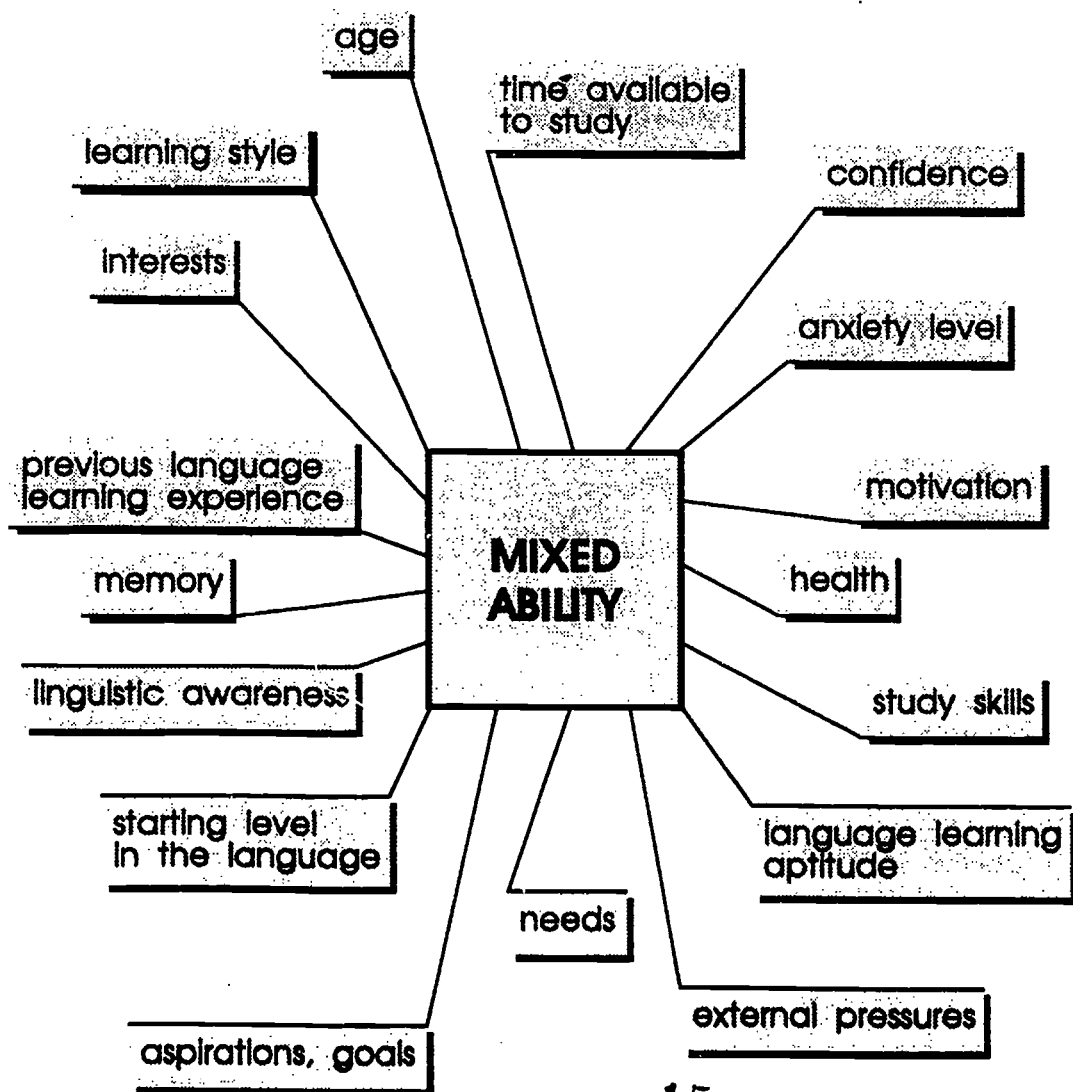 age
time available
to study
learning style
confidence
interests
anxiety level
previous language
learning experience
motivation
MIXED
ABILITY
memory
health
linguistic awareness
study skills
starting level
in the language
language learning
aptitude
needs
external pressures
aspirations, goals